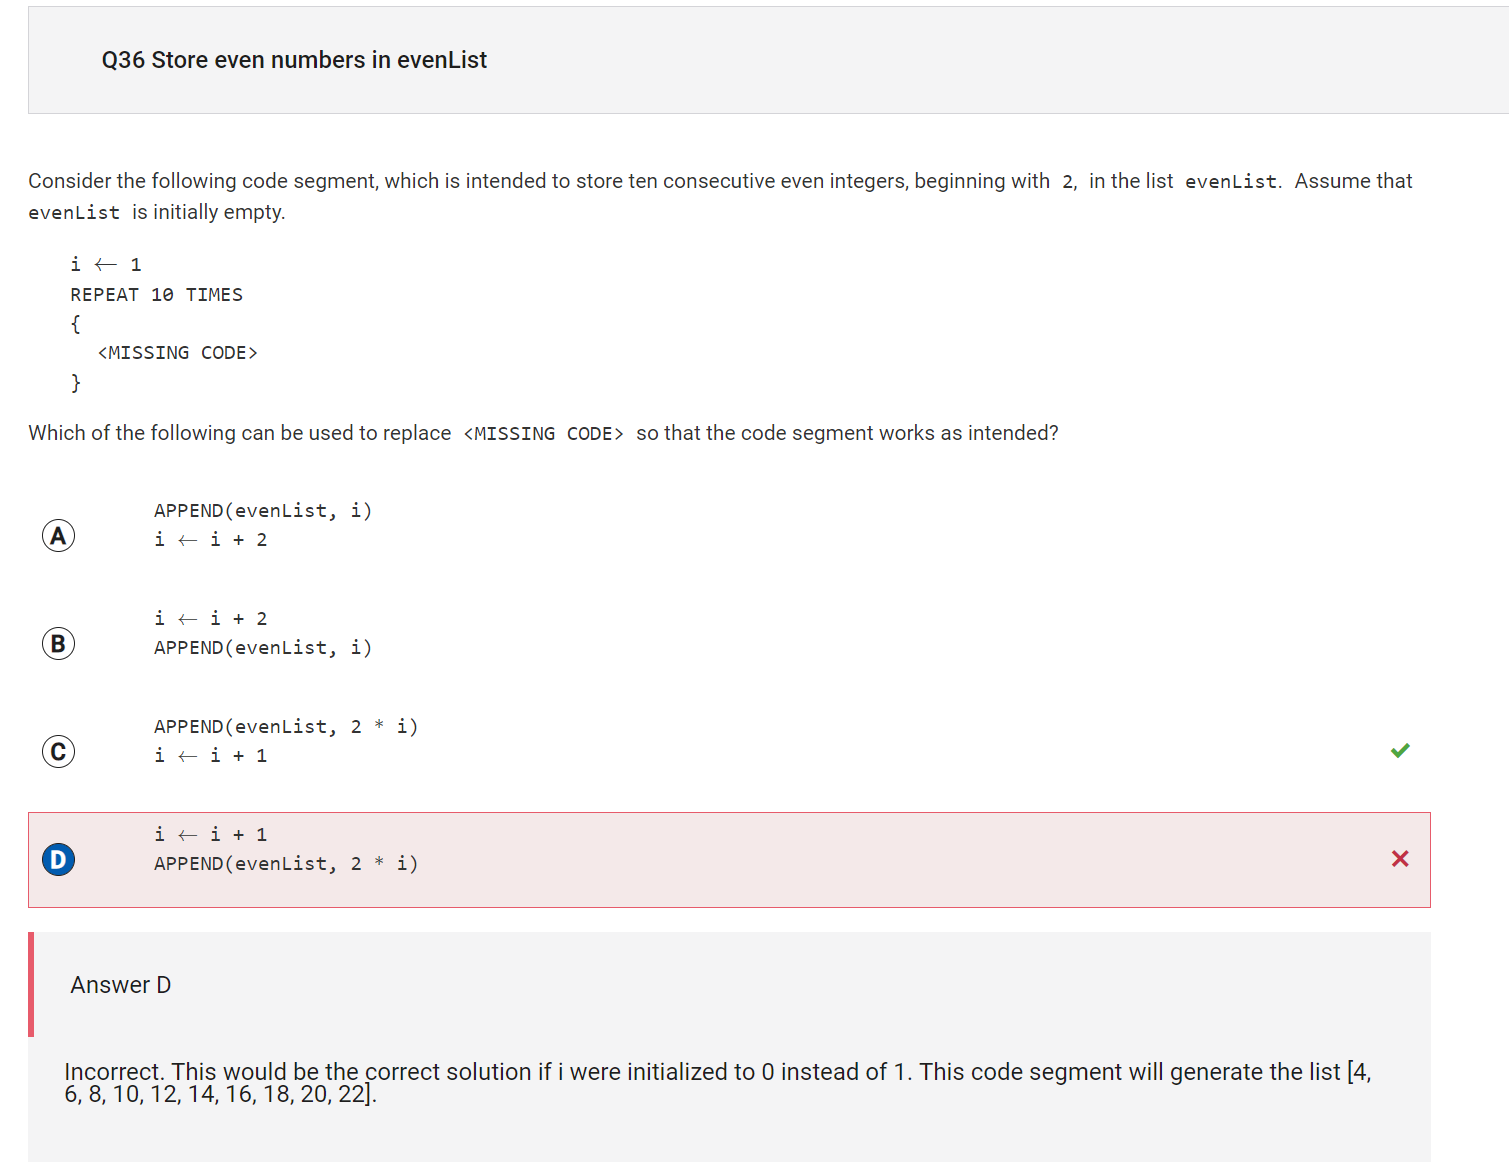 Q36 Store even numbers in evenList
Consider the following code segment, which is intended to store ten consecutive even integers, beginning with 2, in the list evenList. Assume that
evenList is initially empty.
i ← 1
REPEAT 10 TIMES
{
<MISSING CODE>
}
Which of the following can be used to replace <MISSING CODE> so that the code segment works as intended?
A
APPEND(evenList, i)
i ← i + 2
B
i ← i + 2
APPEND(evenList, i)
C
APPEND(evenList, 2 * i)
i ← i + 1
D
i ← i + 1
APPEND(evenList, 2 * i)
Answer D
Incorrect. This would be the correct solution if i were initialized to 0 instead of 1. This code segment will generate the list [4,
6, 8, 10, 12, 14, 16, 18, 20, 22].